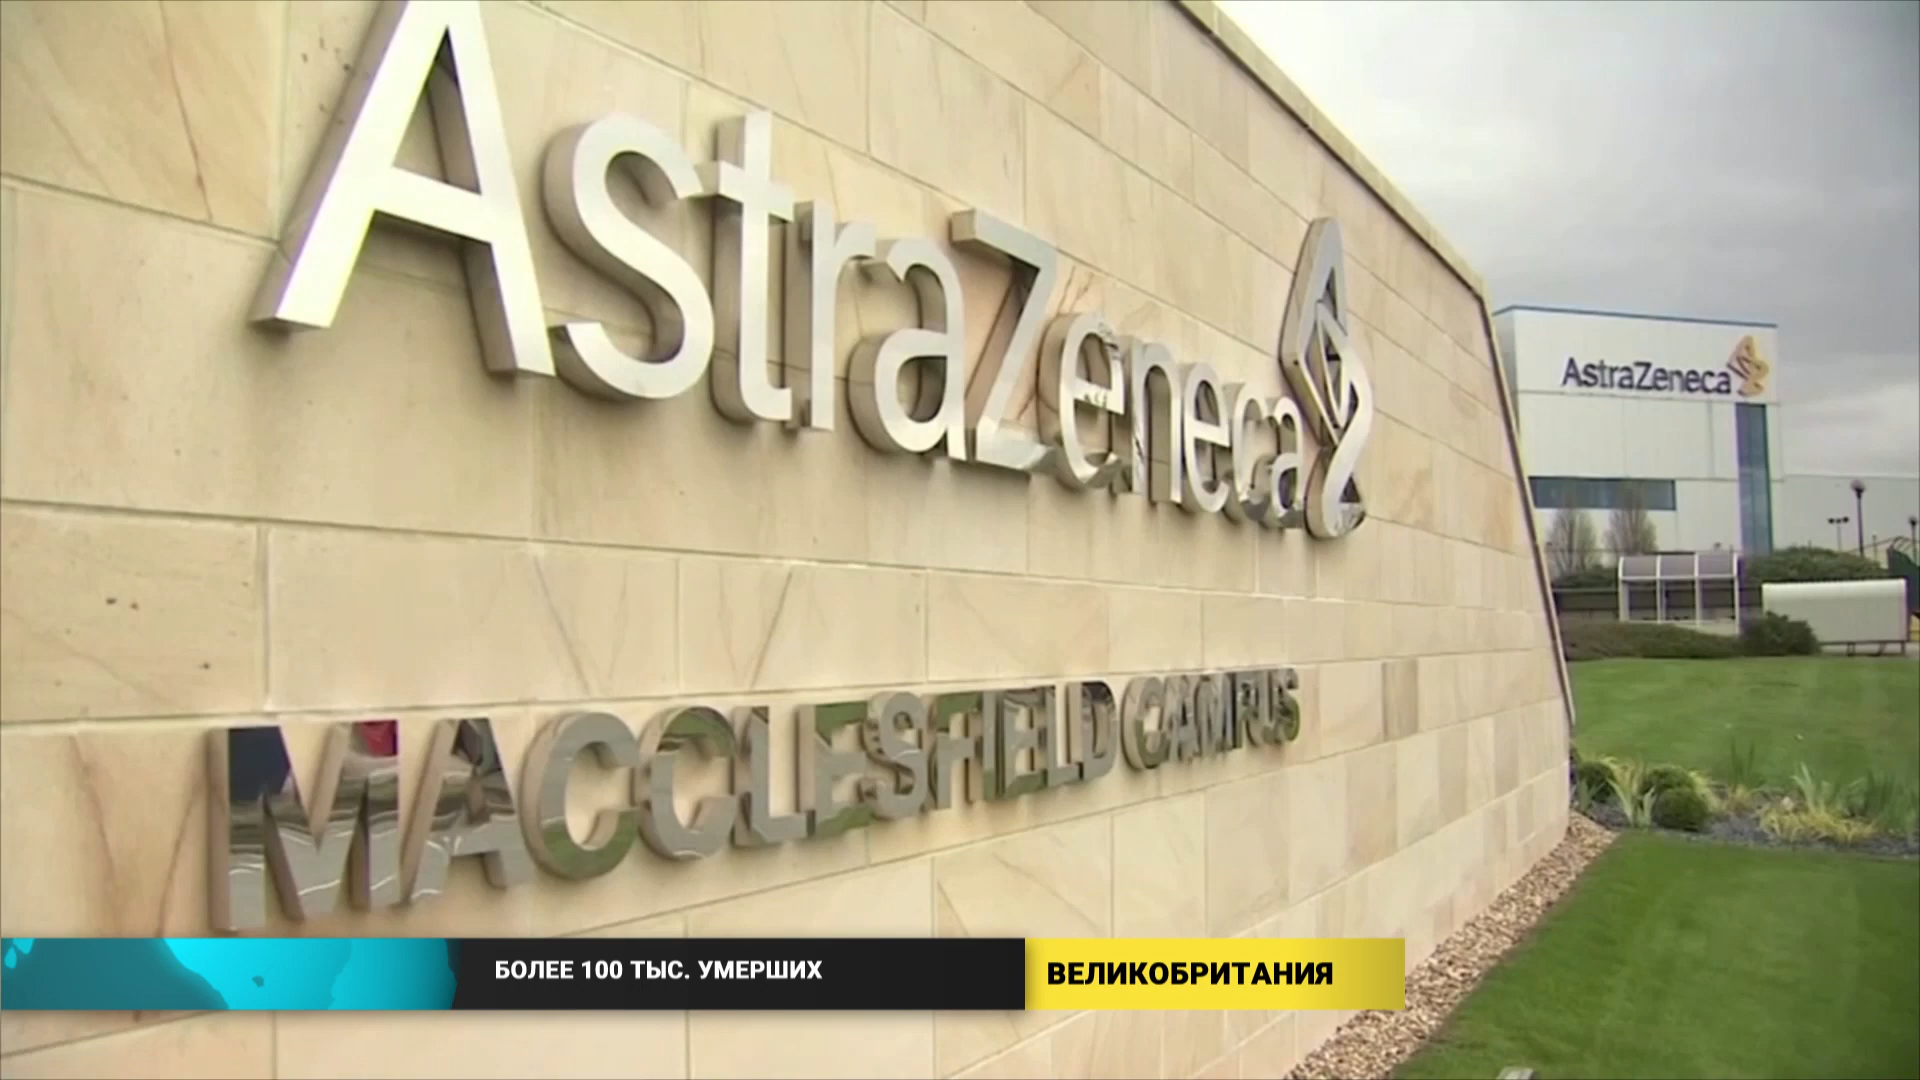 AstraZeneca
AstraZeneca
MACCLESFIELD CAMPUS
БОЛЕЕ 100 ТЫС. УМЕРШИХ
ВЕЛИКОБРИТАНИЯ